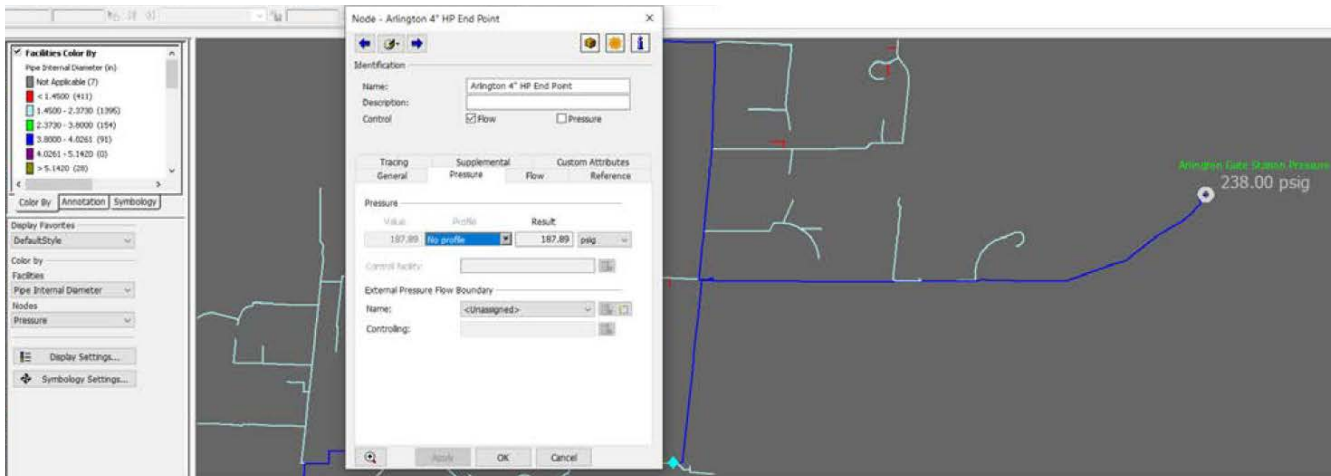 Node - Arlington 4" HP End Point
Identification
Name: Arlington 4" HP End Point
Description:
Control Flow Pressure
Tracing Supplemental Custom Attributes
General Pressure Flow Reference
Pressure
Value Profile Result
187.89 No profile 187.89 psig
Control facility:
External Pressure Flow Boundary
Name: <Unassigned>
Controlling:
Apply OK Cancel
Facilities Color By
Pipe Internal Diameter (in)
Not Applicable (7)
< 1.4500 (411)
1.4500 - 2.3730 (1395)
2.3730 - 3.8000 (154)
3.8000 - 4.0261 (91)
4.0261 - 5.1420 (0)
> 5.1420 (28)
Color By Annotation Symbology
Display Favorites
DefaultStyle
Color by
Facilities
Pipe Internal Diameter
Nodes
Pressure
Display Settings...
Symbology Settings...
Arlington Gate Station Pressure
238.00 psig